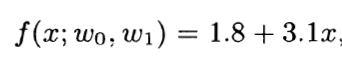 f(x; w₀, w₁) = 1.8 + 3.1x,